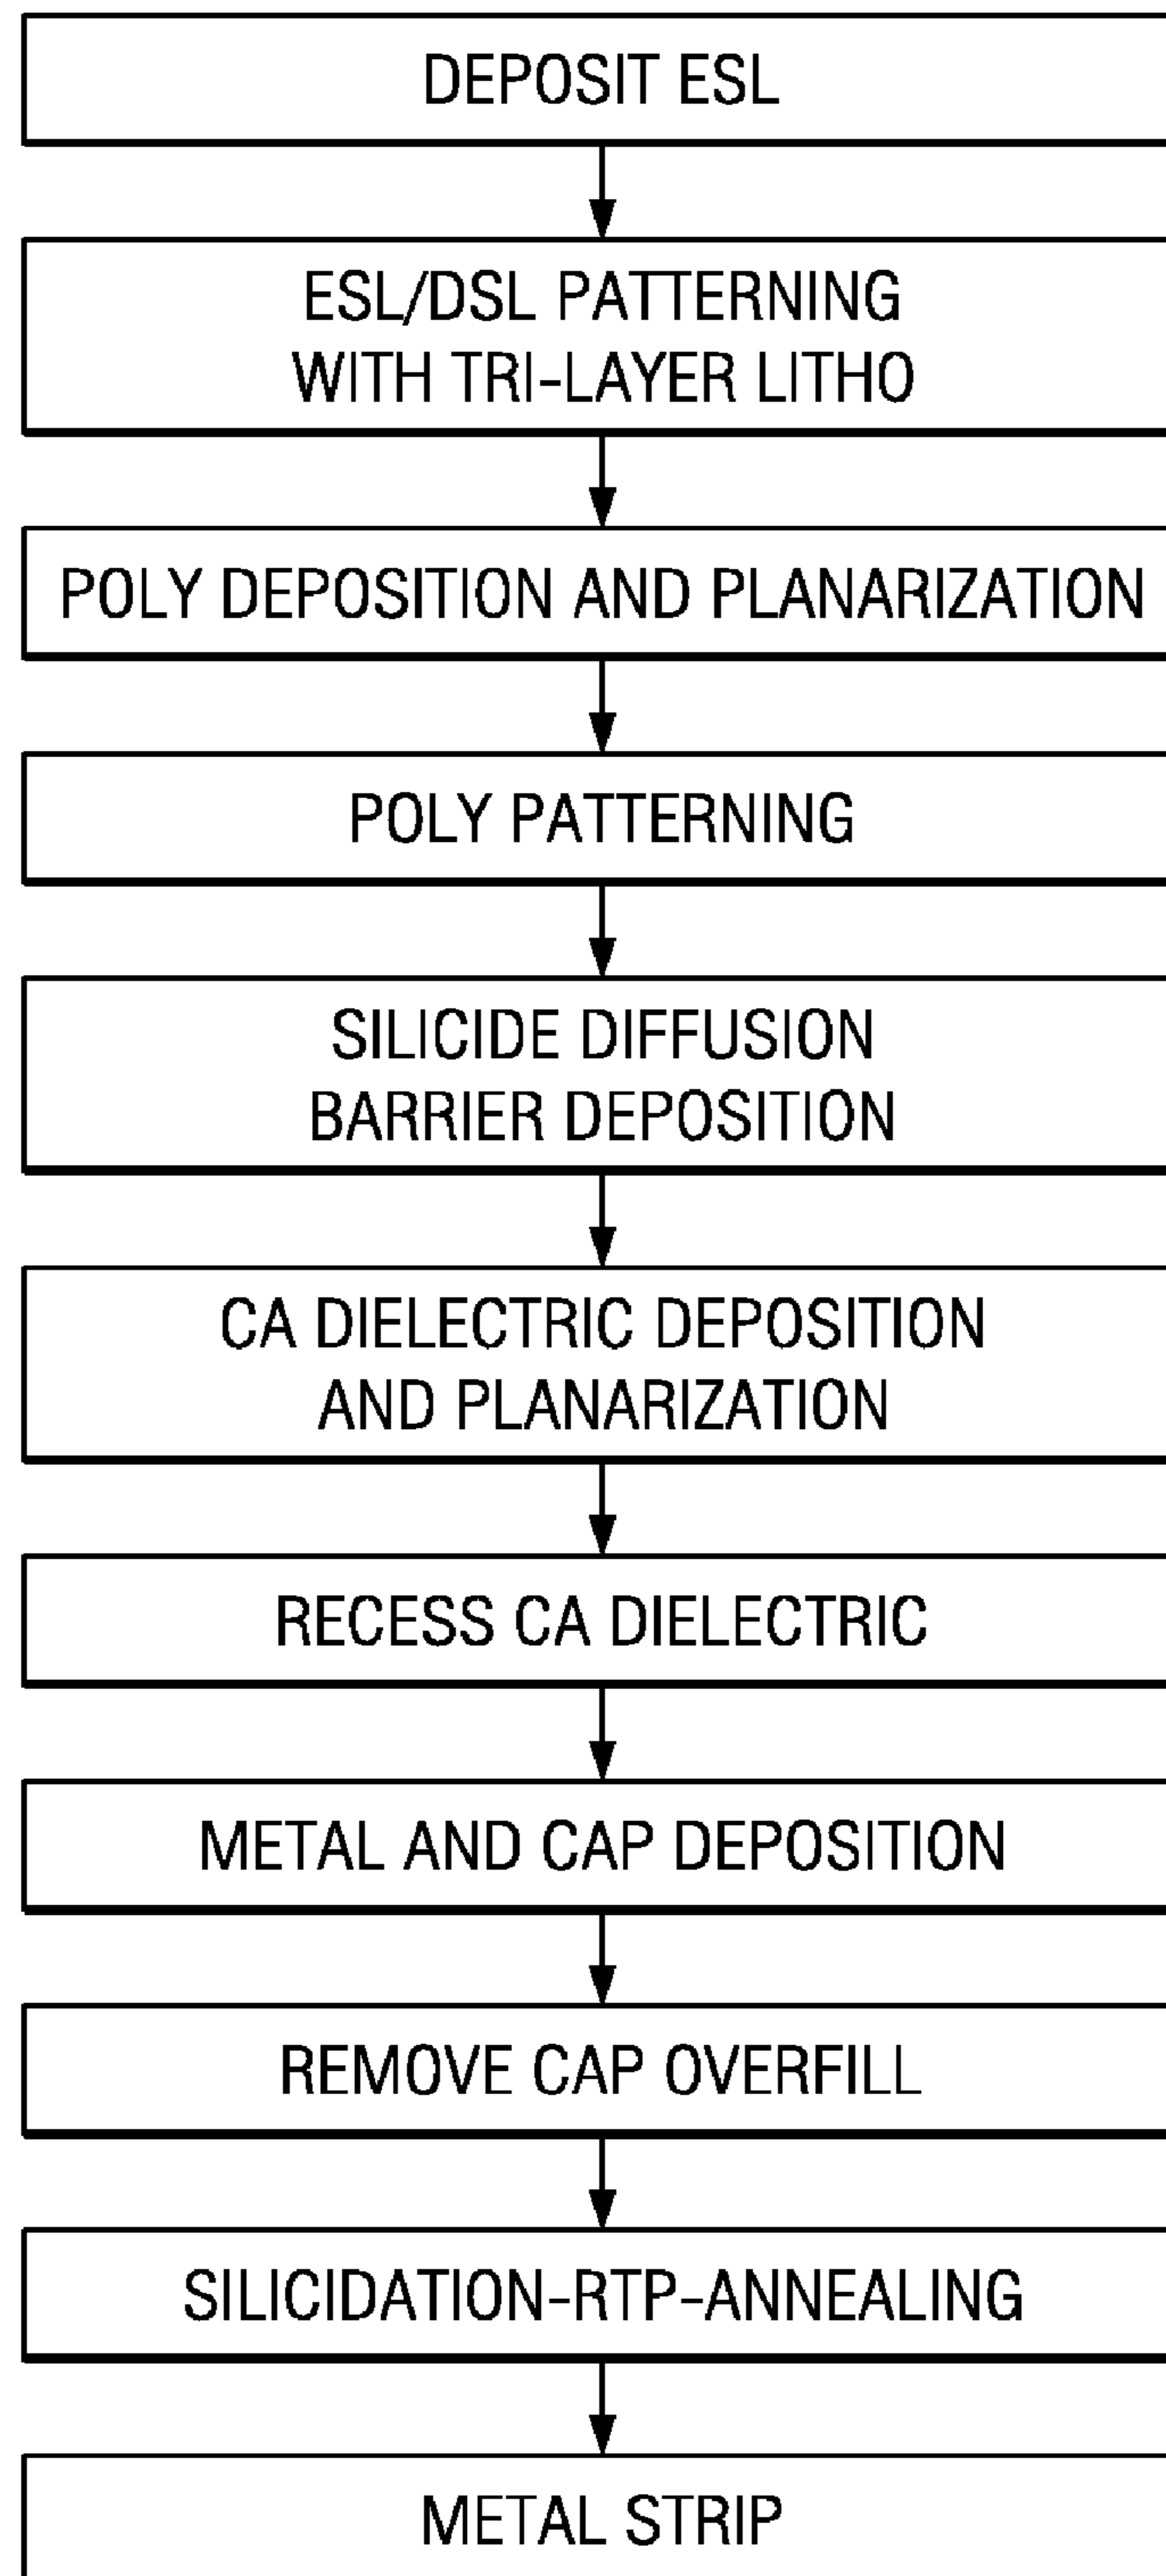 DEPOSIT ESL
ESL/DSL PATTERNING
WITH TRI-LAYER LITHO
POLY DEPOSITION AND PLANARIZATION
POLY PATTERNING
SILICIDE DIFFUSION
BARRIER DEPOSITION
CA DIELECTRIC DEPOSITION
AND PLANARIZATION
RECESS CA DIELECTRIC
METAL AND CAP DEPOSITION
REMOVE CAP OVERFILL
SILICIDATION-RTP-ANNEALING
METAL STRIP